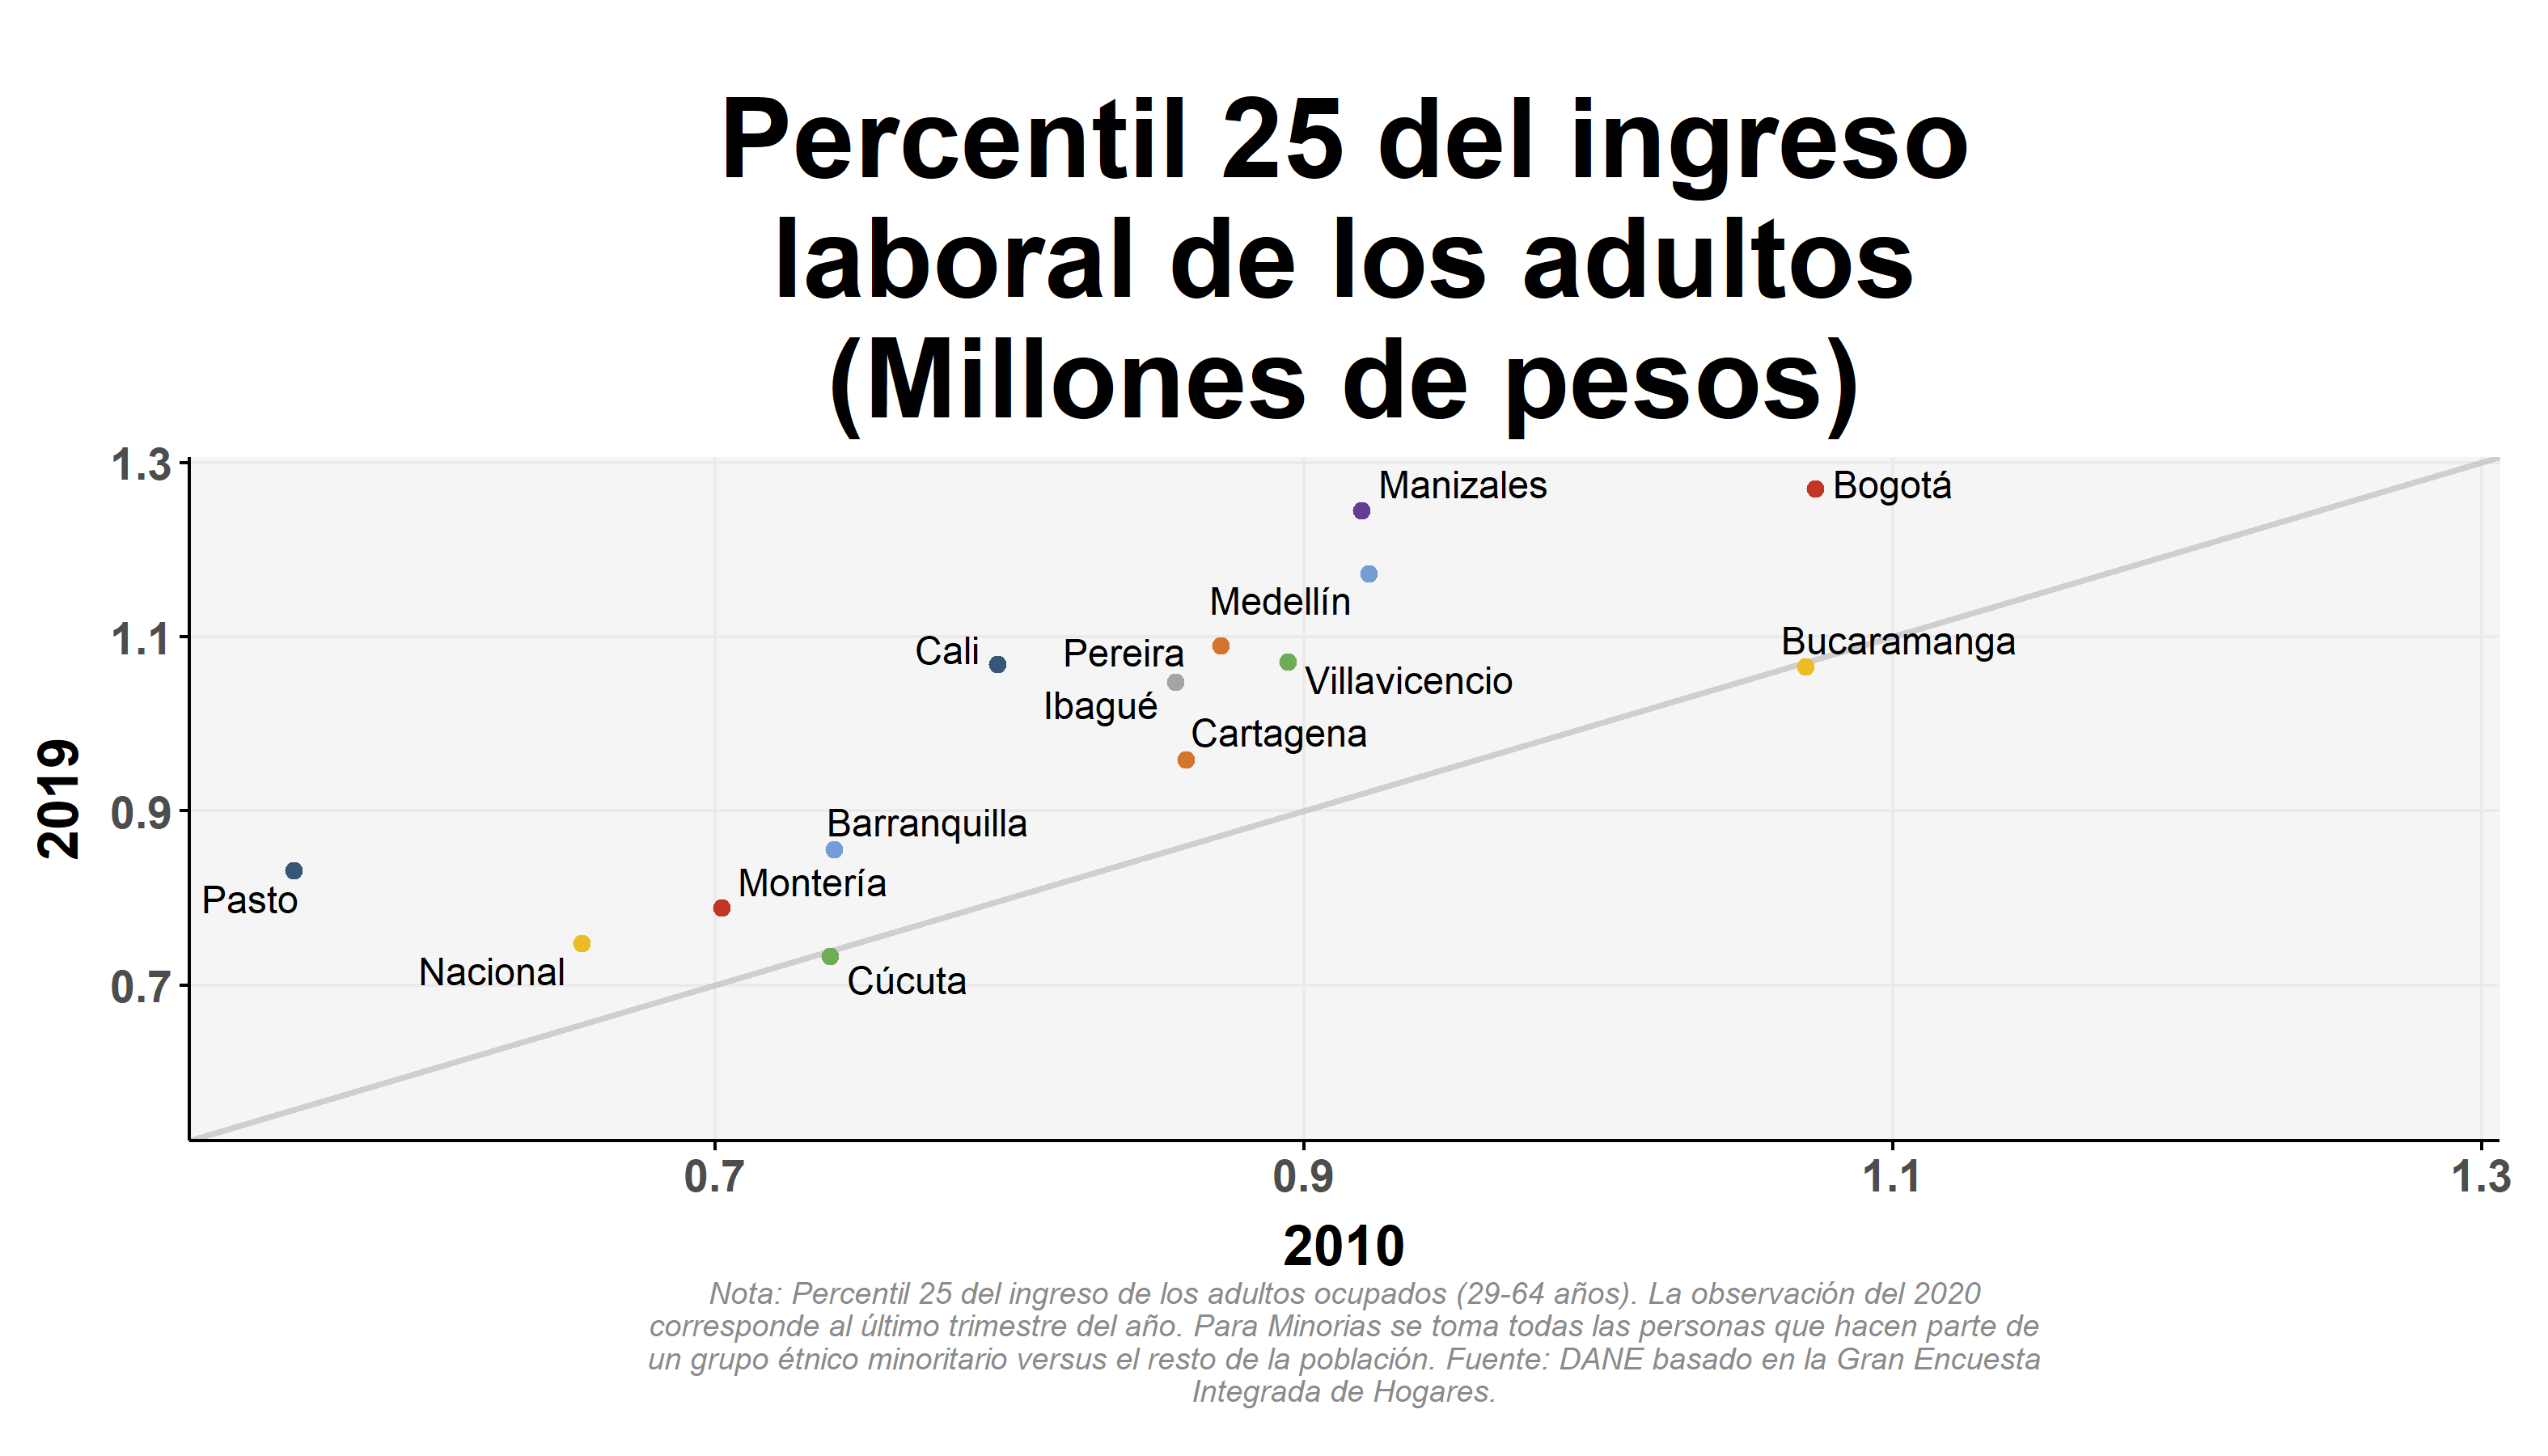 Percentil 25 del ingreso
laboral de los adultos
(Millones de pesos)
1.3
1.1
0.9
0.7
2019
Manizales
Bogotá
Medellín
Bucaramanga
Cali
Pereira
Villavicencio
Ibagué
Cartagena
Barranquilla
Montería
Pasto
Nacional
Cúcuta
0.7
0.9
1.1
1.3
2010
Nota: Percentil 25 del ingreso de los adultos ocupados (29-64 años). La observación del 2020
corresponde al último trimestre del año. Para Minorias se toma todas las personas que hacen parte de
un grupo étnico minoritario versus el resto de la población. Fuente: DANE basado en la Gran Encuesta
Integrada de Hogares.